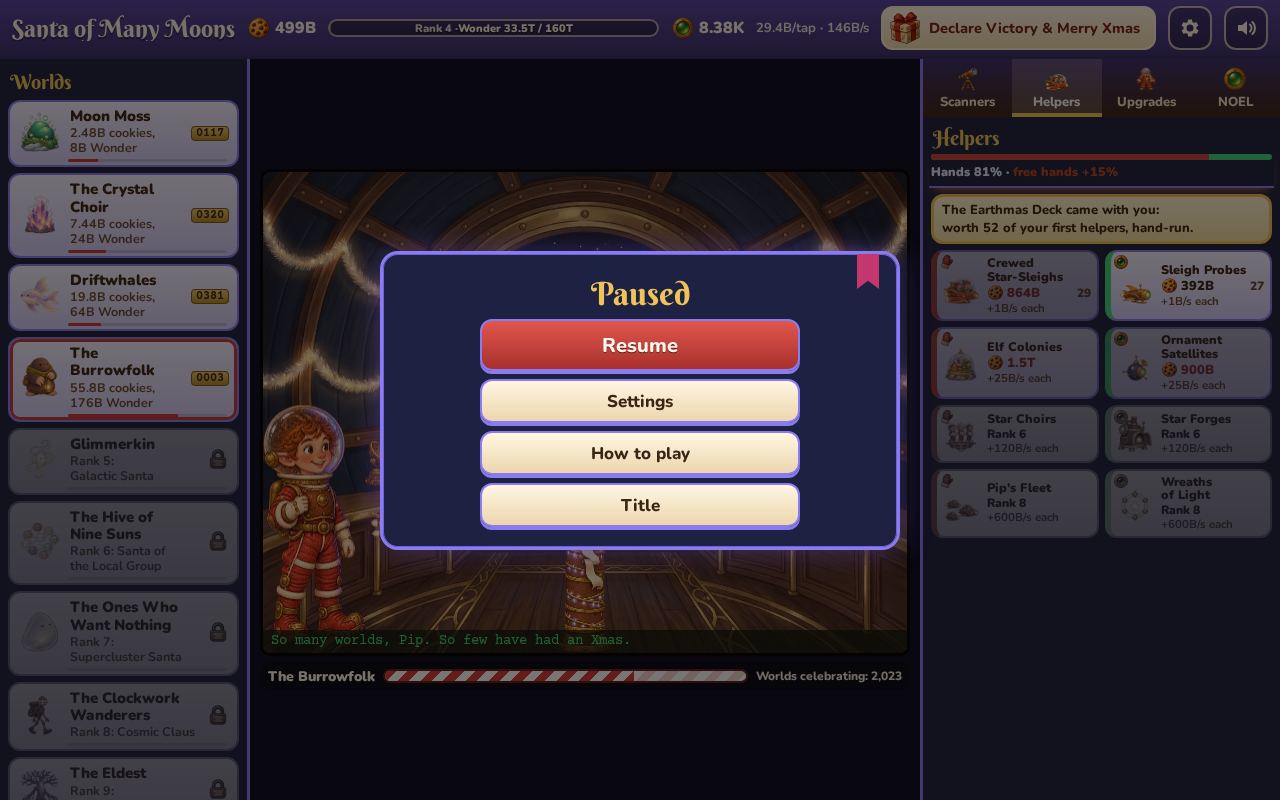 Santa of Many Moons
499B
Rank 4 -Wonder 33.5T / 160T
8.38K
29.4B/tap · 146B/s
Declare Victory & Merry Xmas
Worlds
Moon Moss
2.48B cookies,
8B Wonder
0117
The Crystal
Choir
7.44B cookies,
24B Wonder
0320
Driftwhales
19.8B cookies,
64B Wonder
0381
The
Burrowfolk
55.8B cookies,
176B Wonder
0003
Glimmerkin
Rank 5:
Galactic Santa
The Hive of
Nine Suns
Rank 6: Santa of
the Local Group
The Ones Who
Want Nothing
Rank 7:
Supercluster Santa
The Clockwork
Wanderers
Rank 8: Cosmic Claus
The Eldest
Rank 9:
Paused
Resume
Settings
How to play
Title
So many worlds, Pip. So few have had an Xmas.
The Burrowfolk
Worlds celebrating: 2,023
Scanners
Helpers
Upgrades
NOEL
Helpers
Hands 81% · free hands +15%
The Earthmas Deck came with you:
worth 52 of your first helpers, hand-run.
Crewed
Star-Sleighs
864B
29
+1B/s each
Sleigh Probes
392B
27
+1B/s each
Elf Colonies
1.5T
+25B/s each
Ornament
Satellites
900B
+25B/s each
Star Choirs
Rank 6
+120B/s each
Star Forges
Rank 6
+120B/s each
Pip's Fleet
Rank 8
+600B/s each
Wreaths
of Light
Rank 8
+600B/s each